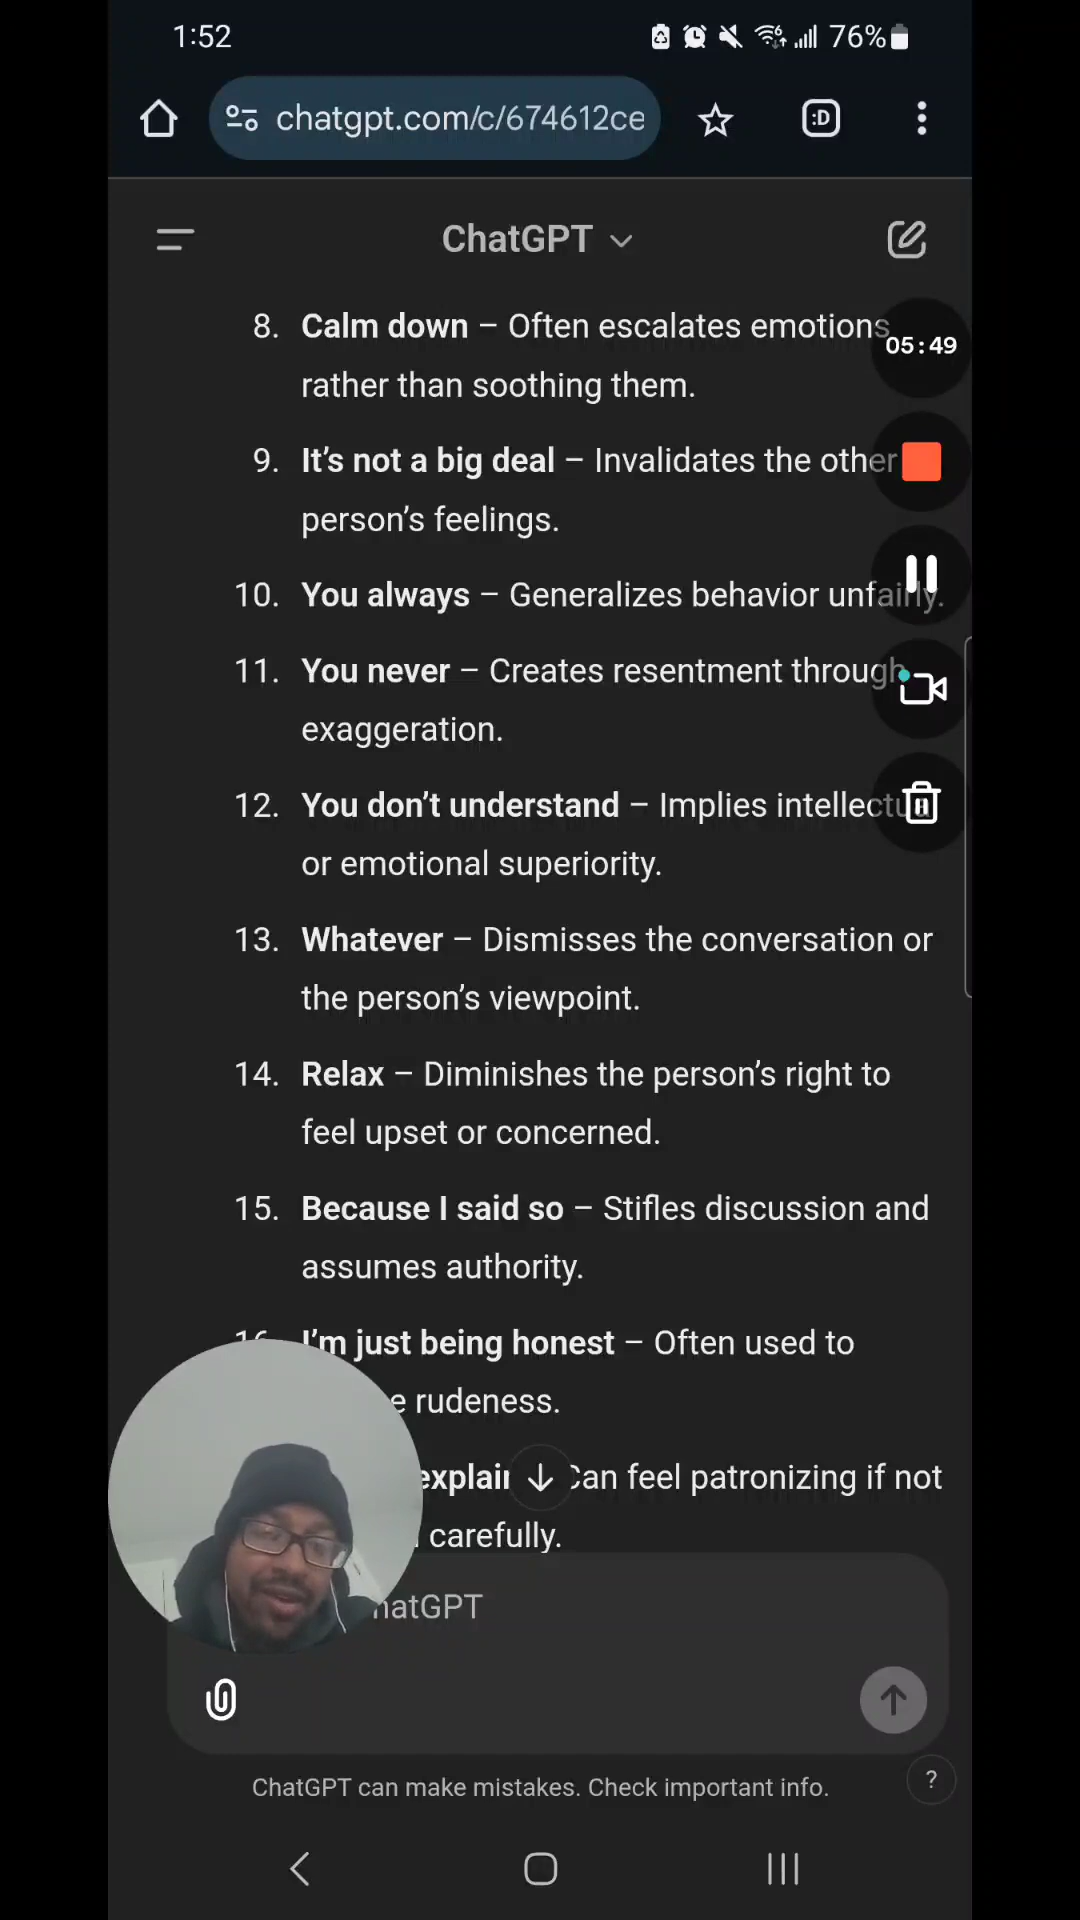 1:52
76%
chatgpt.com/c/674612ce
:D
ChatGPT
8. Calm down – Often escalates emotions
05:49
rather than soothing them.
9. It's not a big deal – Invalidates the other
person's feelings.
10. You always – Generalizes behavior unfairly.
11. You never – Creates resentment through
exaggeration.
12. You don't understand – Implies
or emotional superiority.
13. Whatever – Dismisses the conversation or
the person's viewpoint.
14. Relax – Diminishes the person's right to
feel upset or concerned.
15. Because I said so – Stifles discussion and
assumes authority.
16. I'm just being honest – Often used to
rudeness.
explain Can feel patronizing if not
carefully.
ChatGPT
ChatGPT can make mistakes. Check important info.
?